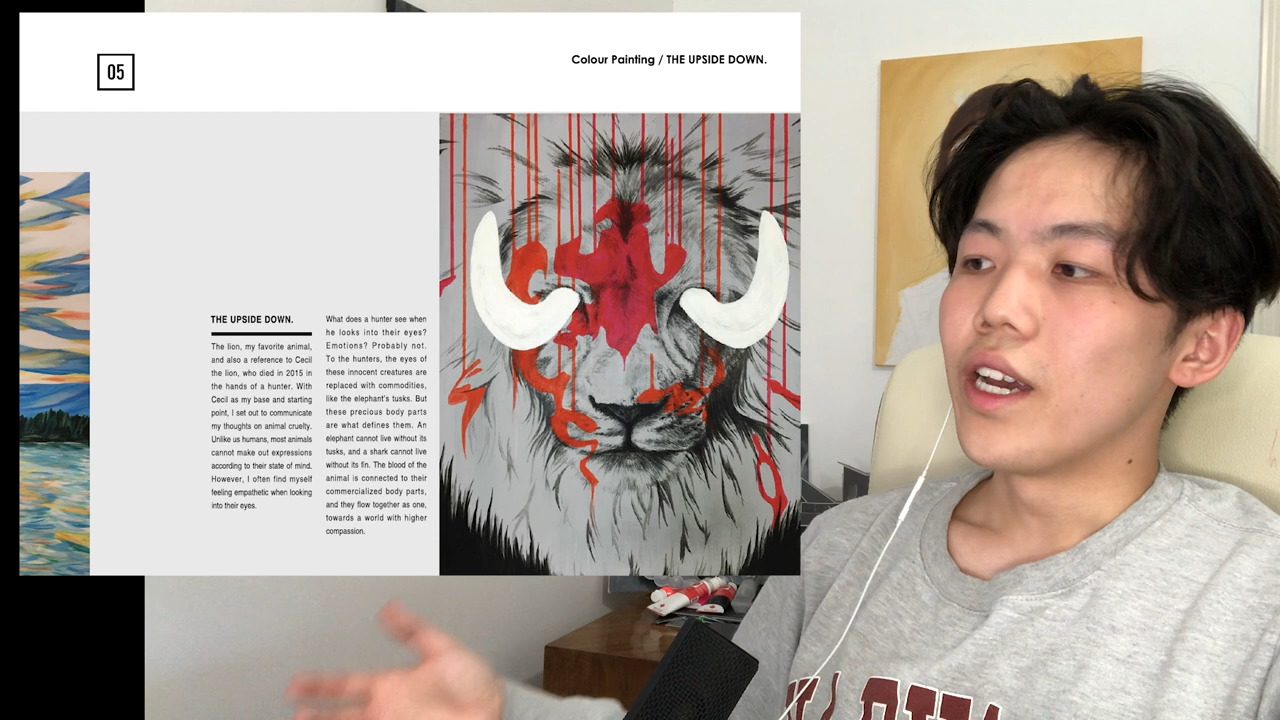 05
Colour Painting / THE UPSIDE DOWN.
THE UPSIDE DOWN.
The lion, my favorite animal,
and also a reference to Cecil
the lion, who died in 2015 in
the hands of a hunter. With
Cecil as my base and starting
point, I set out to communicate
my thoughts on animal cruelty.
Unlike us humans, most animals
cannot make out expressions
according to their state of mind.
However, I often find myself
feeling empathetic when looking
into their eyes.
What does a hunter see when
he looks into their eyes?
Emotions? Probably not.
To the hunters, the eyes of
these innocent creatures are
replaced with commodities,
like the elephant's tusks. But
these precious body parts
are what defines them. An
elephant cannot live without its
tusks, and a shark cannot live
without its fin. The blood of the
animal is connected to their
commercialized body parts,
and they flow together as one,
towards a world with higher
compassion.